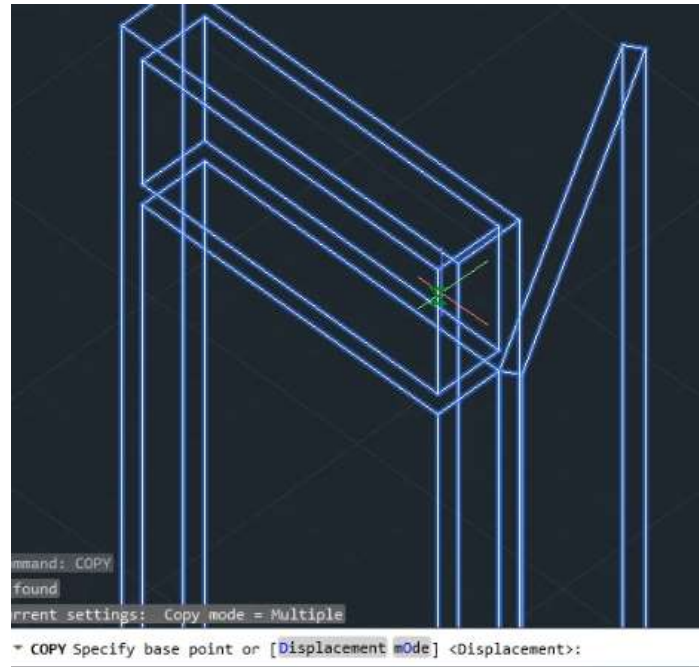 mmand: COPY
found
rrent settings: Copy mode = Multiple
COPY Specify base point or [Displacement mOde] <Displacement>: